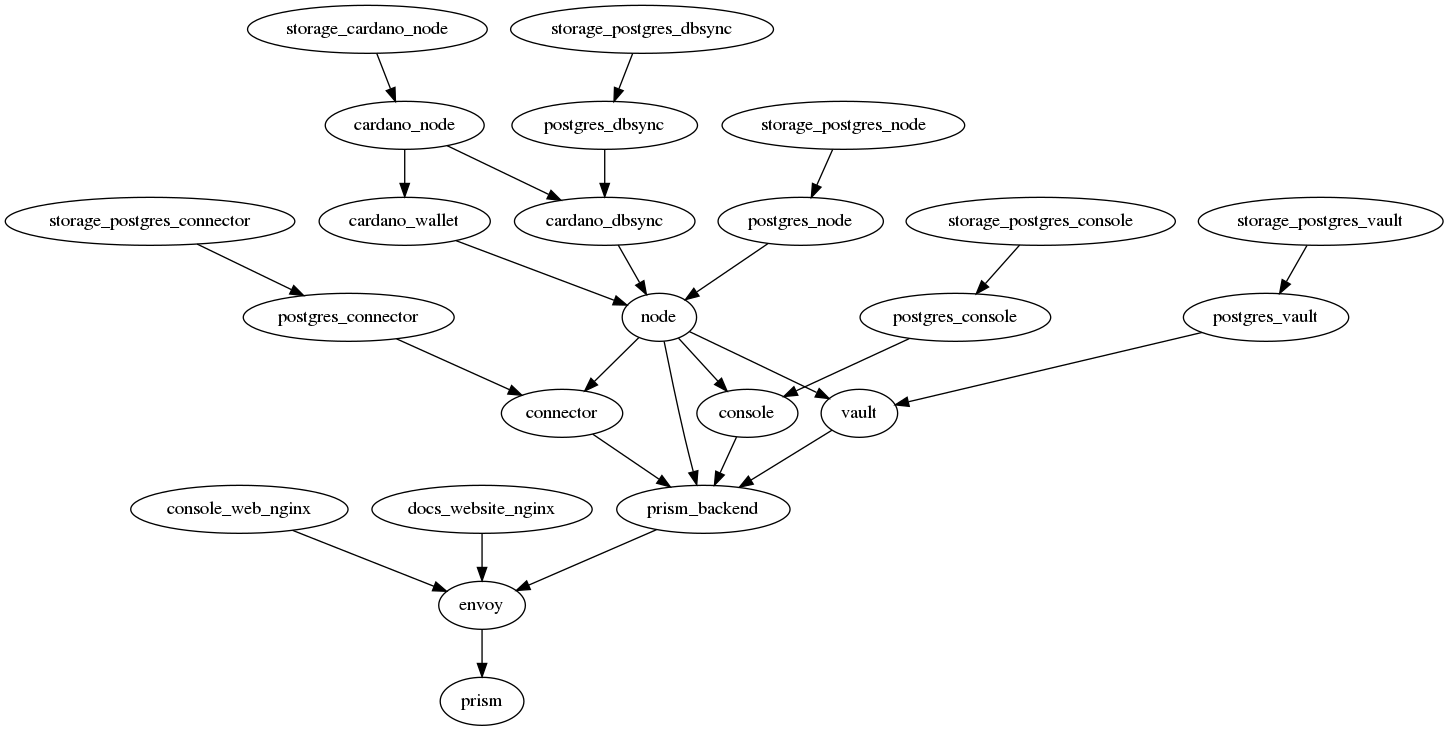 storage_cardano_node
storage_postgres_dbsync
cardano_node
postgres_dbsync
storage_postgres_node
storage_postgres_connector
cardano_wallet
cardano_dbsync
postgres_node
storage_postgres_console
storage_postgres_vault
postgres_connector
node
postgres_console
postgres_vault
connector
console
vault
console_web_nginx
docs_website_nginx
prism_backend
envoy
prism